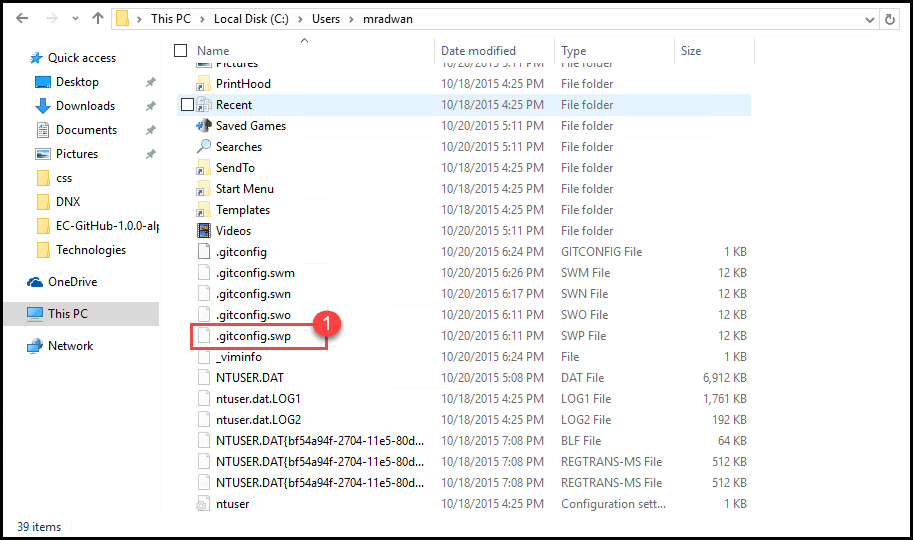 This PC > Local Disk (C:) > Users > mradwan
Name Date modified Type Size
Quick access
Desktop
Downloads
Documents
Pictures
css
DNX
EC-GitHub-1.0.0-alp
Technologies
OneDrive
This PC
Network
Pictures 10/20/2015 5:11 PM File folder
PrintHood 10/18/2015 4:25 PM File folder
Recent 10/18/2015 4:25 PM File folder
Saved Games 10/20/2015 5:11 PM File folder
Searches 10/20/2015 5:11 PM File folder
SendTo 10/18/2015 4:25 PM File folder
Start Menu 10/18/2015 4:25 PM File folder
Templates 10/18/2015 4:25 PM File folder
Videos 10/20/2015 5:11 PM File folder
.gitconfig 10/20/2015 6:24 PM GITCONFIG File 1 KB
.gitconfig.swm 10/20/2015 6:26 PM SWM File 12 KB
.gitconfig.swn 10/20/2015 6:17 PM SWN File 12 KB
.gitconfig.swo 10/20/2015 6:11 PM SWO File 12 KB
.gitconfig.swp 1 10/20/2015 6:11 PM SWP File 12 KB
_viminfo 10/20/2015 6:24 PM File 1 KB
NTUSER.DAT 10/20/2015 5:08 PM DAT File 6,912 KB
ntuser.dat.LOG1 10/18/2015 4:25 PM LOG1 File 1,761 KB
ntuser.dat.LOG2 10/18/2015 4:25 PM LOG2 File 192 KB
NTUSER.DAT{bf54a94f-2704-11e5-80d... 10/18/2015 7:08 PM BLF File 64 KB
NTUSER.DAT{bf54a94f-2704-11e5-80d... 10/18/2015 7:08 PM REGTRANS-MS File 512 KB
NTUSER.DAT{bf54a94f-2704-11e5-80d... 10/18/2015 7:08 PM REGTRANS-MS File 512 KB
ntuser 10/18/2015 4:25 PM Configuration sett... 1 KB
39 items